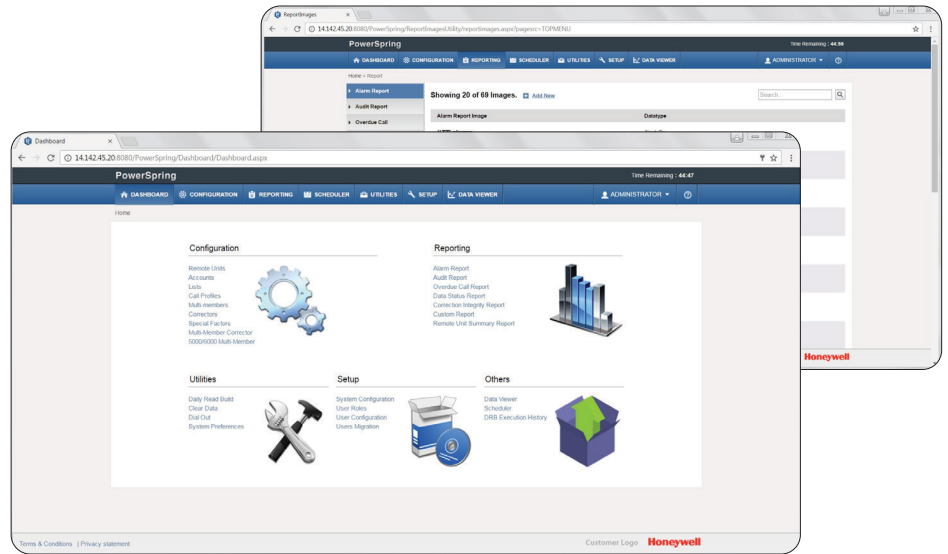 ReportImages
14.142.45.20:8080/PowerSpring/ReportImagesUtility/reportimages.aspx?pagesrc=TOPMENU
PowerSpring
Time Remaining : 44:55
DASHBOARD CONFIGURATION REPORTING SCHEDULER UTILITIES SETUP DATA VIEWER ADMINISTRATOR
Home > Report
Alarm Report
Showing 20 of 69 Images. Add New
Search
Audit Report
Alarm Report Image Datatype
Overdue Call
Honeywell
Dashboard
14.142.45.20:8080/PowerSpring/Dashboard/Dashboard.aspx
PowerSpring
Time Remaining : 44:47
DASHBOARD CONFIGURATION REPORTING SCHEDULER UTILITIES SETUP DATA VIEWER ADMINISTRATOR
Home
Configuration
Remote Units
Accounts
Lists
Call Profiles
Multi-members
Correctors
Special Factors
Multi-Member Corrector
5000/6000 Multi-Member
Reporting
Alarm Report
Audit Report
Overdue Call Report
Data Status Report
Correction Integrity Report
Custom Report
Remote Unit Summary Report
Utilities
Daily Read Build
Clear Data
Dial Out
System Preferences
Setup
System Configuration
User Roles
User Configuration
Users Migration
Others
Data Viewer
Scheduler
DRB Execution History
Terms & Conditions | Privacy statement
Customer Logo Honeywell